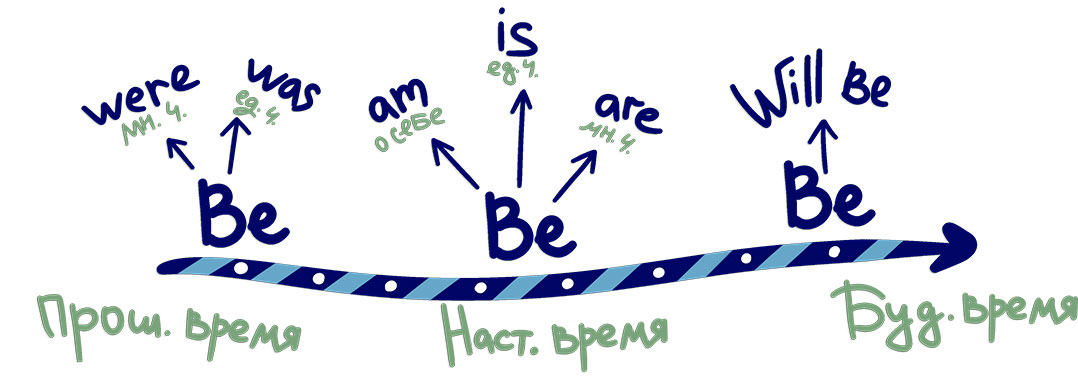 were
мн. ч.
was
ед. ч.
Be
am
о себе
is
ед. ч.
are
мн. ч.
Be
Will Be
Be
Прош. время
Наст. время
Буд. время